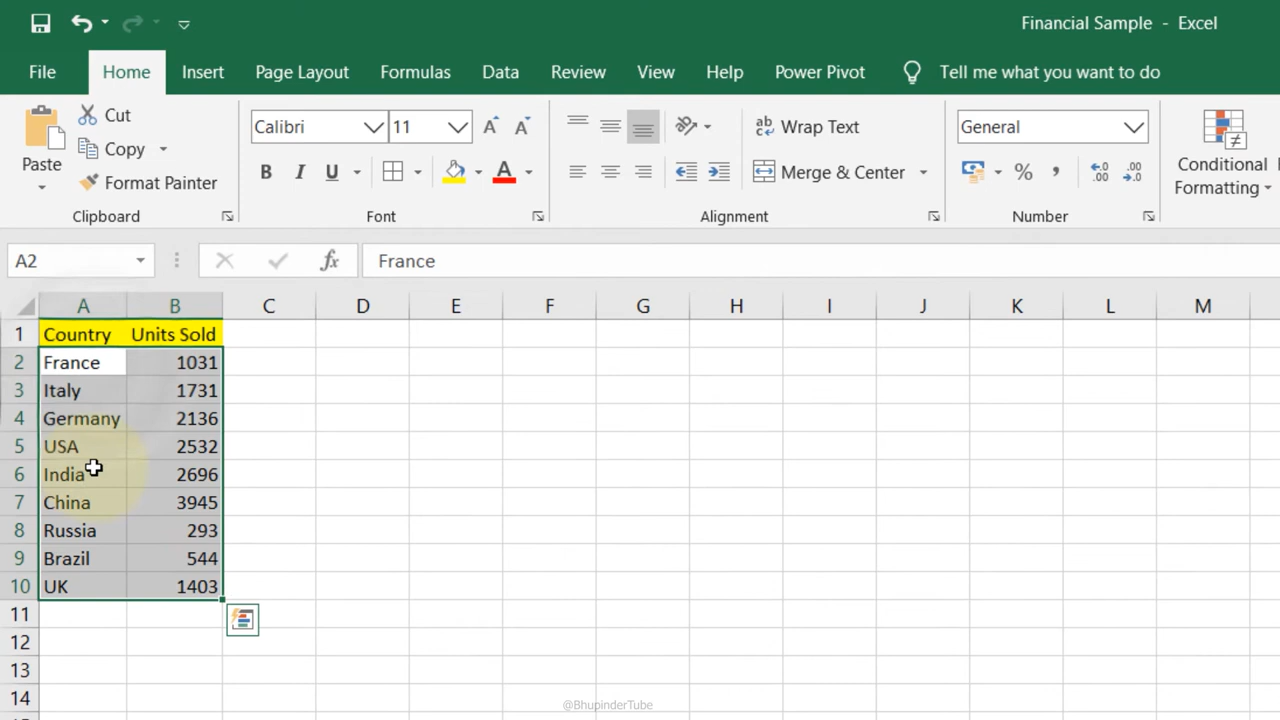 Financial Sample - Excel
File Home Insert Page Layout Formulas Data Review View Help Power Pivot Tell me what you want to do
Paste
Cut
Copy
Format Painter
Clipboard
Calibri 11 A A
B I U A
Font
ab Wrap Text
Merge & Center
Alignment
General
% , .00 .0
Number
Conditional
Formatting
A2 fx France
A B C D E F G H I J K L M
1 Country Units Sold
2 France 1031
3 Italy 1731
4 Germany 2136
5 USA 2532
6 India 2696
7 China 3945
8 Russia 293
9 Brazil 544
10 UK 1403
11
12
13
14
@BhupinderTube